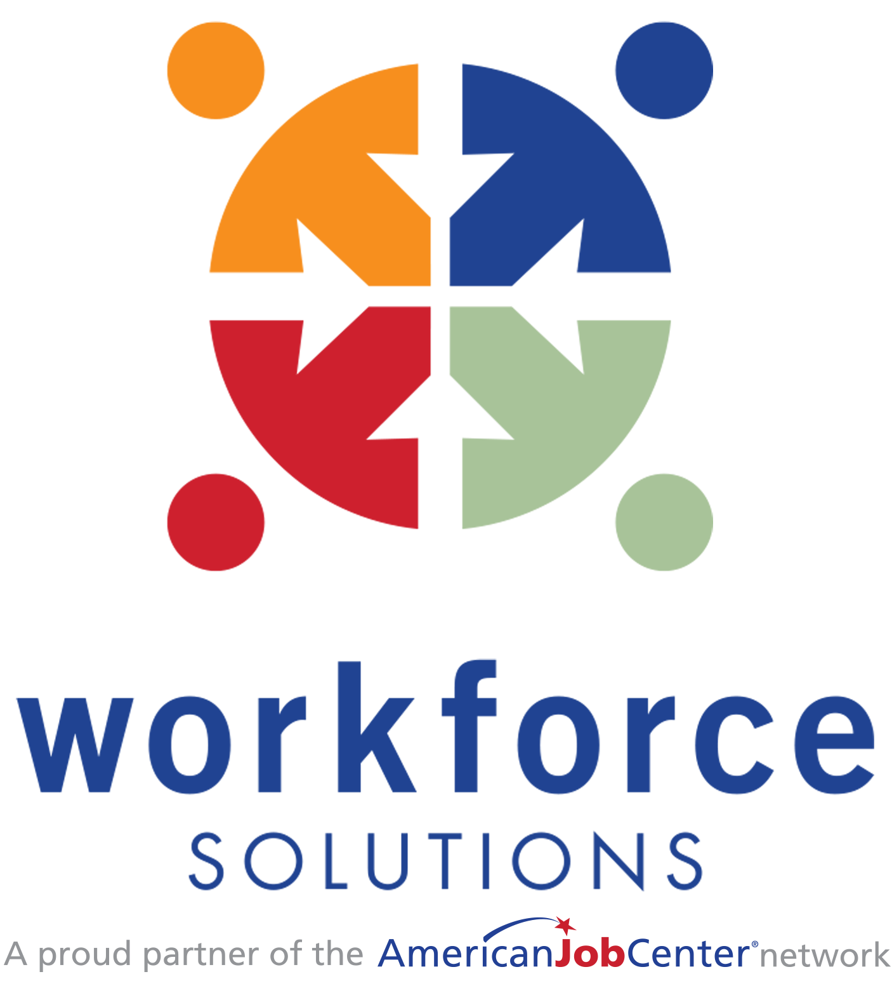 workforce
SOLUTIONS
A proud partner of the AmericanJobCenter® network